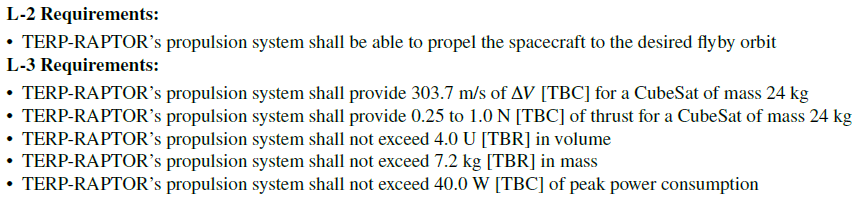 L-2 Requirements:
• TERP-RAPTOR's propulsion system shall be able to propel the spacecraft to the desired flyby orbit
L-3 Requirements:
• TERP-RAPTOR's propulsion system shall provide 303.7 m/s of ΔV [TBC] for a CubeSat of mass 24 kg
• TERP-RAPTOR's propulsion system shall provide 0.25 to 1.0 N [TBC] of thrust for a CubeSat of mass 24 kg
• TERP-RAPTOR's propulsion system shall not exceed 4.0 U [TBR] in volume
• TERP-RAPTOR's propulsion system shall not exceed 7.2 kg [TBR] in mass
• TERP-RAPTOR's propulsion system shall not exceed 40.0 W [TBC] of peak power consumption